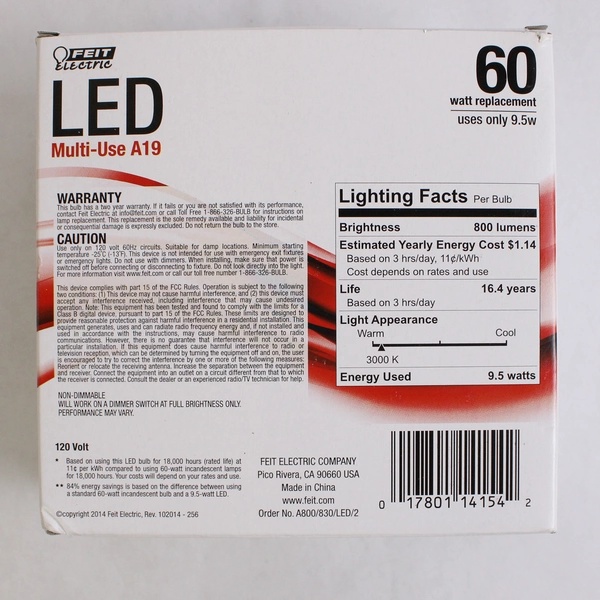 FEIT
Electric
LED
Multi-Use A19
60
watt replacement
uses only 9.5w
WARRANTY
This bulb has a two year warranty. If it fails or you are not satisfied with its performance,
contact Feit Electric at info@feit.com or call Toll Free 1-866-326-BULB for instructions on
lamp replacement. This replacement is the sole remedy available and liability for incidental
or consequential damage is expressly excluded. Do not return the bulb to the store.
CAUTION
Use only on 120 volt 60Hz circuits. Suitable for damp locations. Minimum starting
temperature -25°C (-13°F). This device is not intended for use with emergency exit fixtures
or emergency lights. Do not use with dimmers. When installing, make sure that power is
switched off before connecting or disconnecting to fixture. Do not look directly into the light.
For more information visit www.feit.com or call our toll free number 1-866-326-BULB.
This device complies with part 15 of the FCC Rules. Operation is subject to the following
two conditions: (1) This device may not cause harmful interference, and (2) this device must
accept any interference received, including interference that may cause undesired
operation. Note: This equipment has been tested and found to comply with the limits for a
Class B digital device, pursuant to part 15 of the FCC Rules. These limits are designed to
provide reasonable protection against harmful interference in a residential installation. This
equipment generates, uses and can radiate radio frequency energy and, if not installed and
used in accordance with the instructions, may cause harmful interference to radio
communications. However, there is no guarantee that interference will not occur in a
particular installation. If this equipment does cause harmful interference to radio or
television reception, which can be determined by turning the equipment off and on, the user
is encouraged to try to correct the interference by one or more of the following measures:
Reorient or relocate the receiving antenna. Increase the separation between the equipment
and receiver. Connect the equipment into an outlet on a circuit different from that to which
the receiver is connected. Consult the dealer or an experienced radio/TV technician for help.
NON-DIMMABLE
WILL WORK ON A DIMMER SWITCH AT FULL BRIGHTNESS ONLY.
PERFORMANCE MAY VARY.
120 Volt
* Based on using this LED bulb for 18,000 hours (rated life) at
11¢ per kWh compared to using 60-watt incandescent lamps
for 18,000 hours. Your costs will depend on your rates and use.
** 84% energy savings is based on the difference between using
a standard 60-watt incandescent bulb and a 9.5-watt LED.
©copyright 2014 Feit Electric, Rev. 102014 - 256
Lighting Facts Per Bulb
Brightness 800 lumens
Estimated Yearly Energy Cost $1.14
Based on 3 hrs/day, 11¢/kWh
Cost depends on rates and use
Life 16.4 years
Based on 3 hrs/day
Light Appearance
Warm Cool
3000 K
Energy Used 9.5 watts
FEIT ELECTRIC COMPANY
Pico Rivera, CA 90660 USA
Made in China
www.feit.com
Order No. A800/830/LED/2
0 17801 14154 2